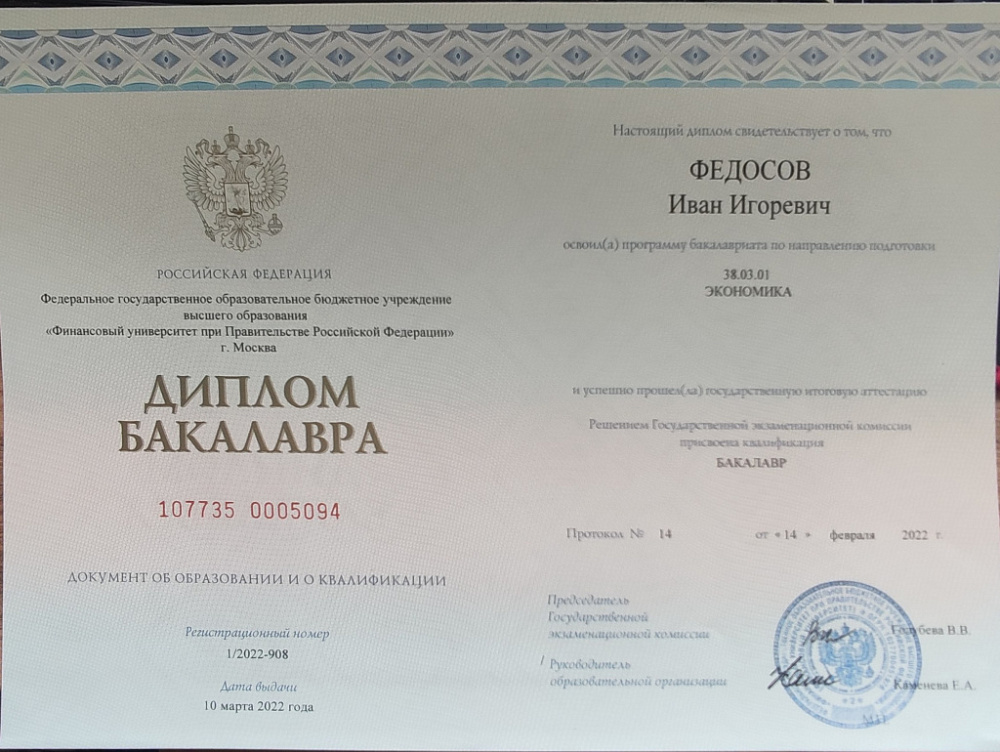 РОССИЙСКАЯ ФЕДЕРАЦИЯ
Федеральное государственное образовательное бюджетное учреждение
высшего образования
«Финансовый университет при Правительстве Российской Федерации»
г. Москва
ДИПЛОМ
БАКАЛАВРА
107735 0005094
ДОКУМЕНТ ОБ ОБРАЗОВАНИИ И О КВАЛИФИКАЦИИ
Регистрационный номер
1/2022-908
Дата выдачи
10 марта 2022 года
Настоящий диплом свидетельствует о том, что
ФЕДОСОВ
Иван Игоревич
освоил(а) программу бакалавриата по направлению подготовки
38.03.01
ЭКОНОМИКА
и успешно прошел(ла) государственную итоговую аттестацию
Решением Государственной экзаменационной комиссии
присвоена квалификация
БАКАЛАВР
Протокол № 14 от « 14 » февраля 2022 г.
Председатель
Государственной
экзаменационной комиссии
Голубева В.В.
Руководитель
образовательной организации
Каменева Е.А.
М.П.